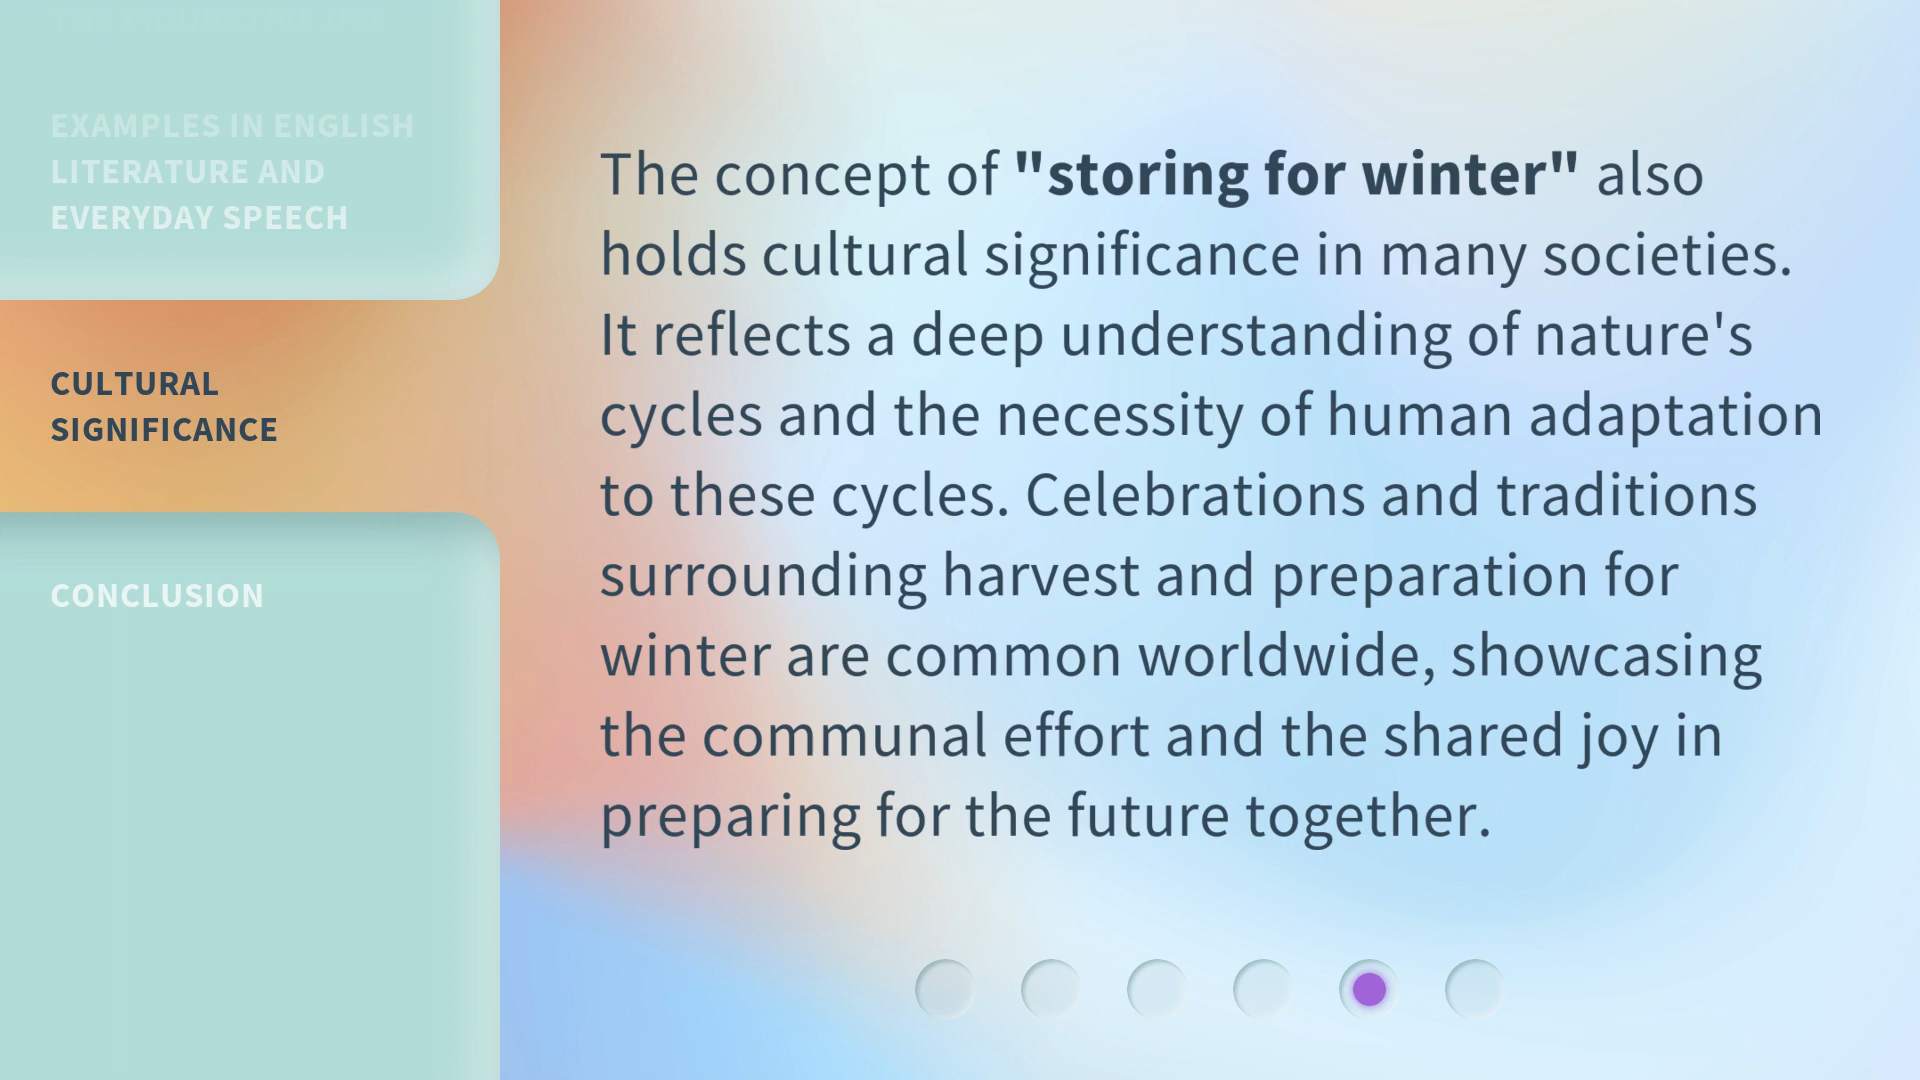 EXAMPLES IN ENGLISH
LITERATURE AND
EVERYDAY SPEECH
CULTURAL
SIGNIFICANCE
CONCLUSION
The concept of "storing for winter" also
holds cultural significance in many societies.
It reflects a deep understanding of nature's
cycles and the necessity of human adaptation
to these cycles. Celebrations and traditions
surrounding harvest and preparation for
winter are common worldwide, showcasing
the communal effort and the shared joy in
preparing for the future together.